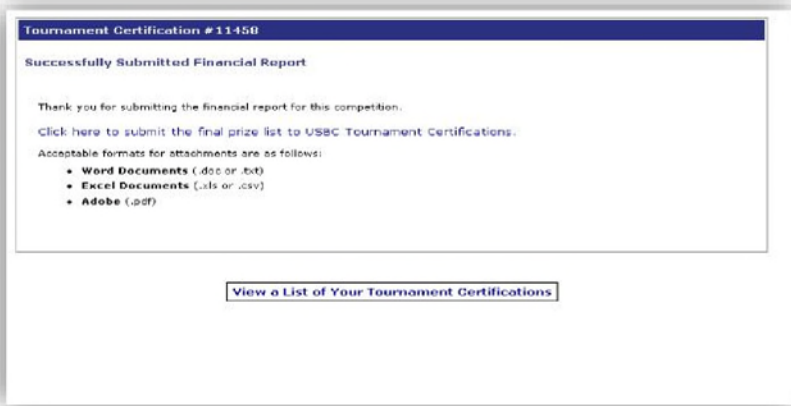 Tournament Certification #11458
Successfully Submitted Financial Report
Thank you for submitting the financial report for this competition.
Click here to submit the final prize list to USBC Tournament Certifications.
Acceptable formats for attachments are as follows:
• Word Documents (.doc or .txt)
• Excel Documents (.xls or .csv)
• Adobe (.pdf)
View a List of Your Tournament Certifications